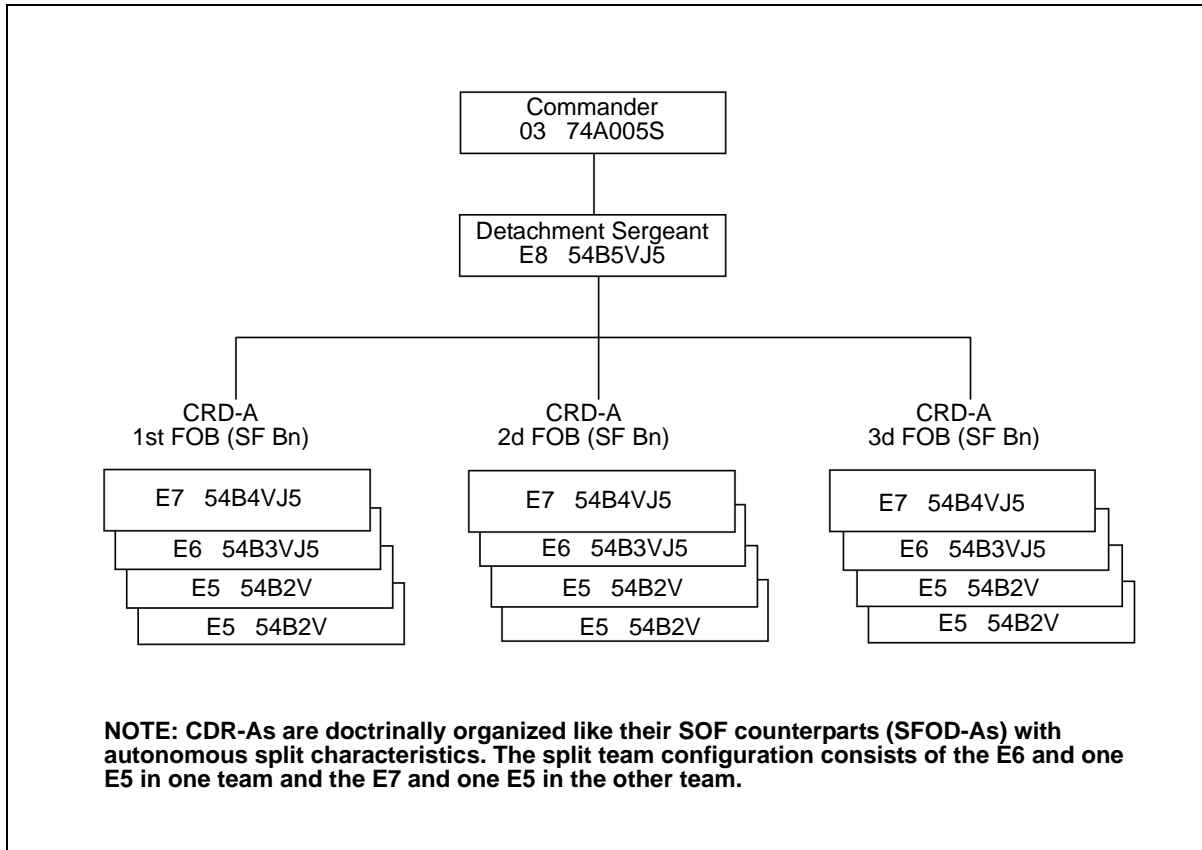 Commander
03 74A005S
Detachment Sergeant
E8 54B5VJ5
CRD-A
1st FOB (SF Bn)
E7 54B4VJ5
E6 54B3VJ5
E5 54B2V
E5 54B2V
CRD-A
2d FOB (SF Bn)
E7 54B4VJ5
E6 54B3VJ5
E5 54B2V
E5 54B2V
CRD-A
3d FOB (SF Bn)
E7 54B4VJ5
E6 54B3VJ5
E5 54B2V
E5 54B2V
NOTE: CDR-As are doctrinally organized like their SOF counterparts (SFOD-As) with
autonomous split characteristics. The split team configuration consists of the E6 and one
E5 in one team and the E7 and one E5 in the other team.